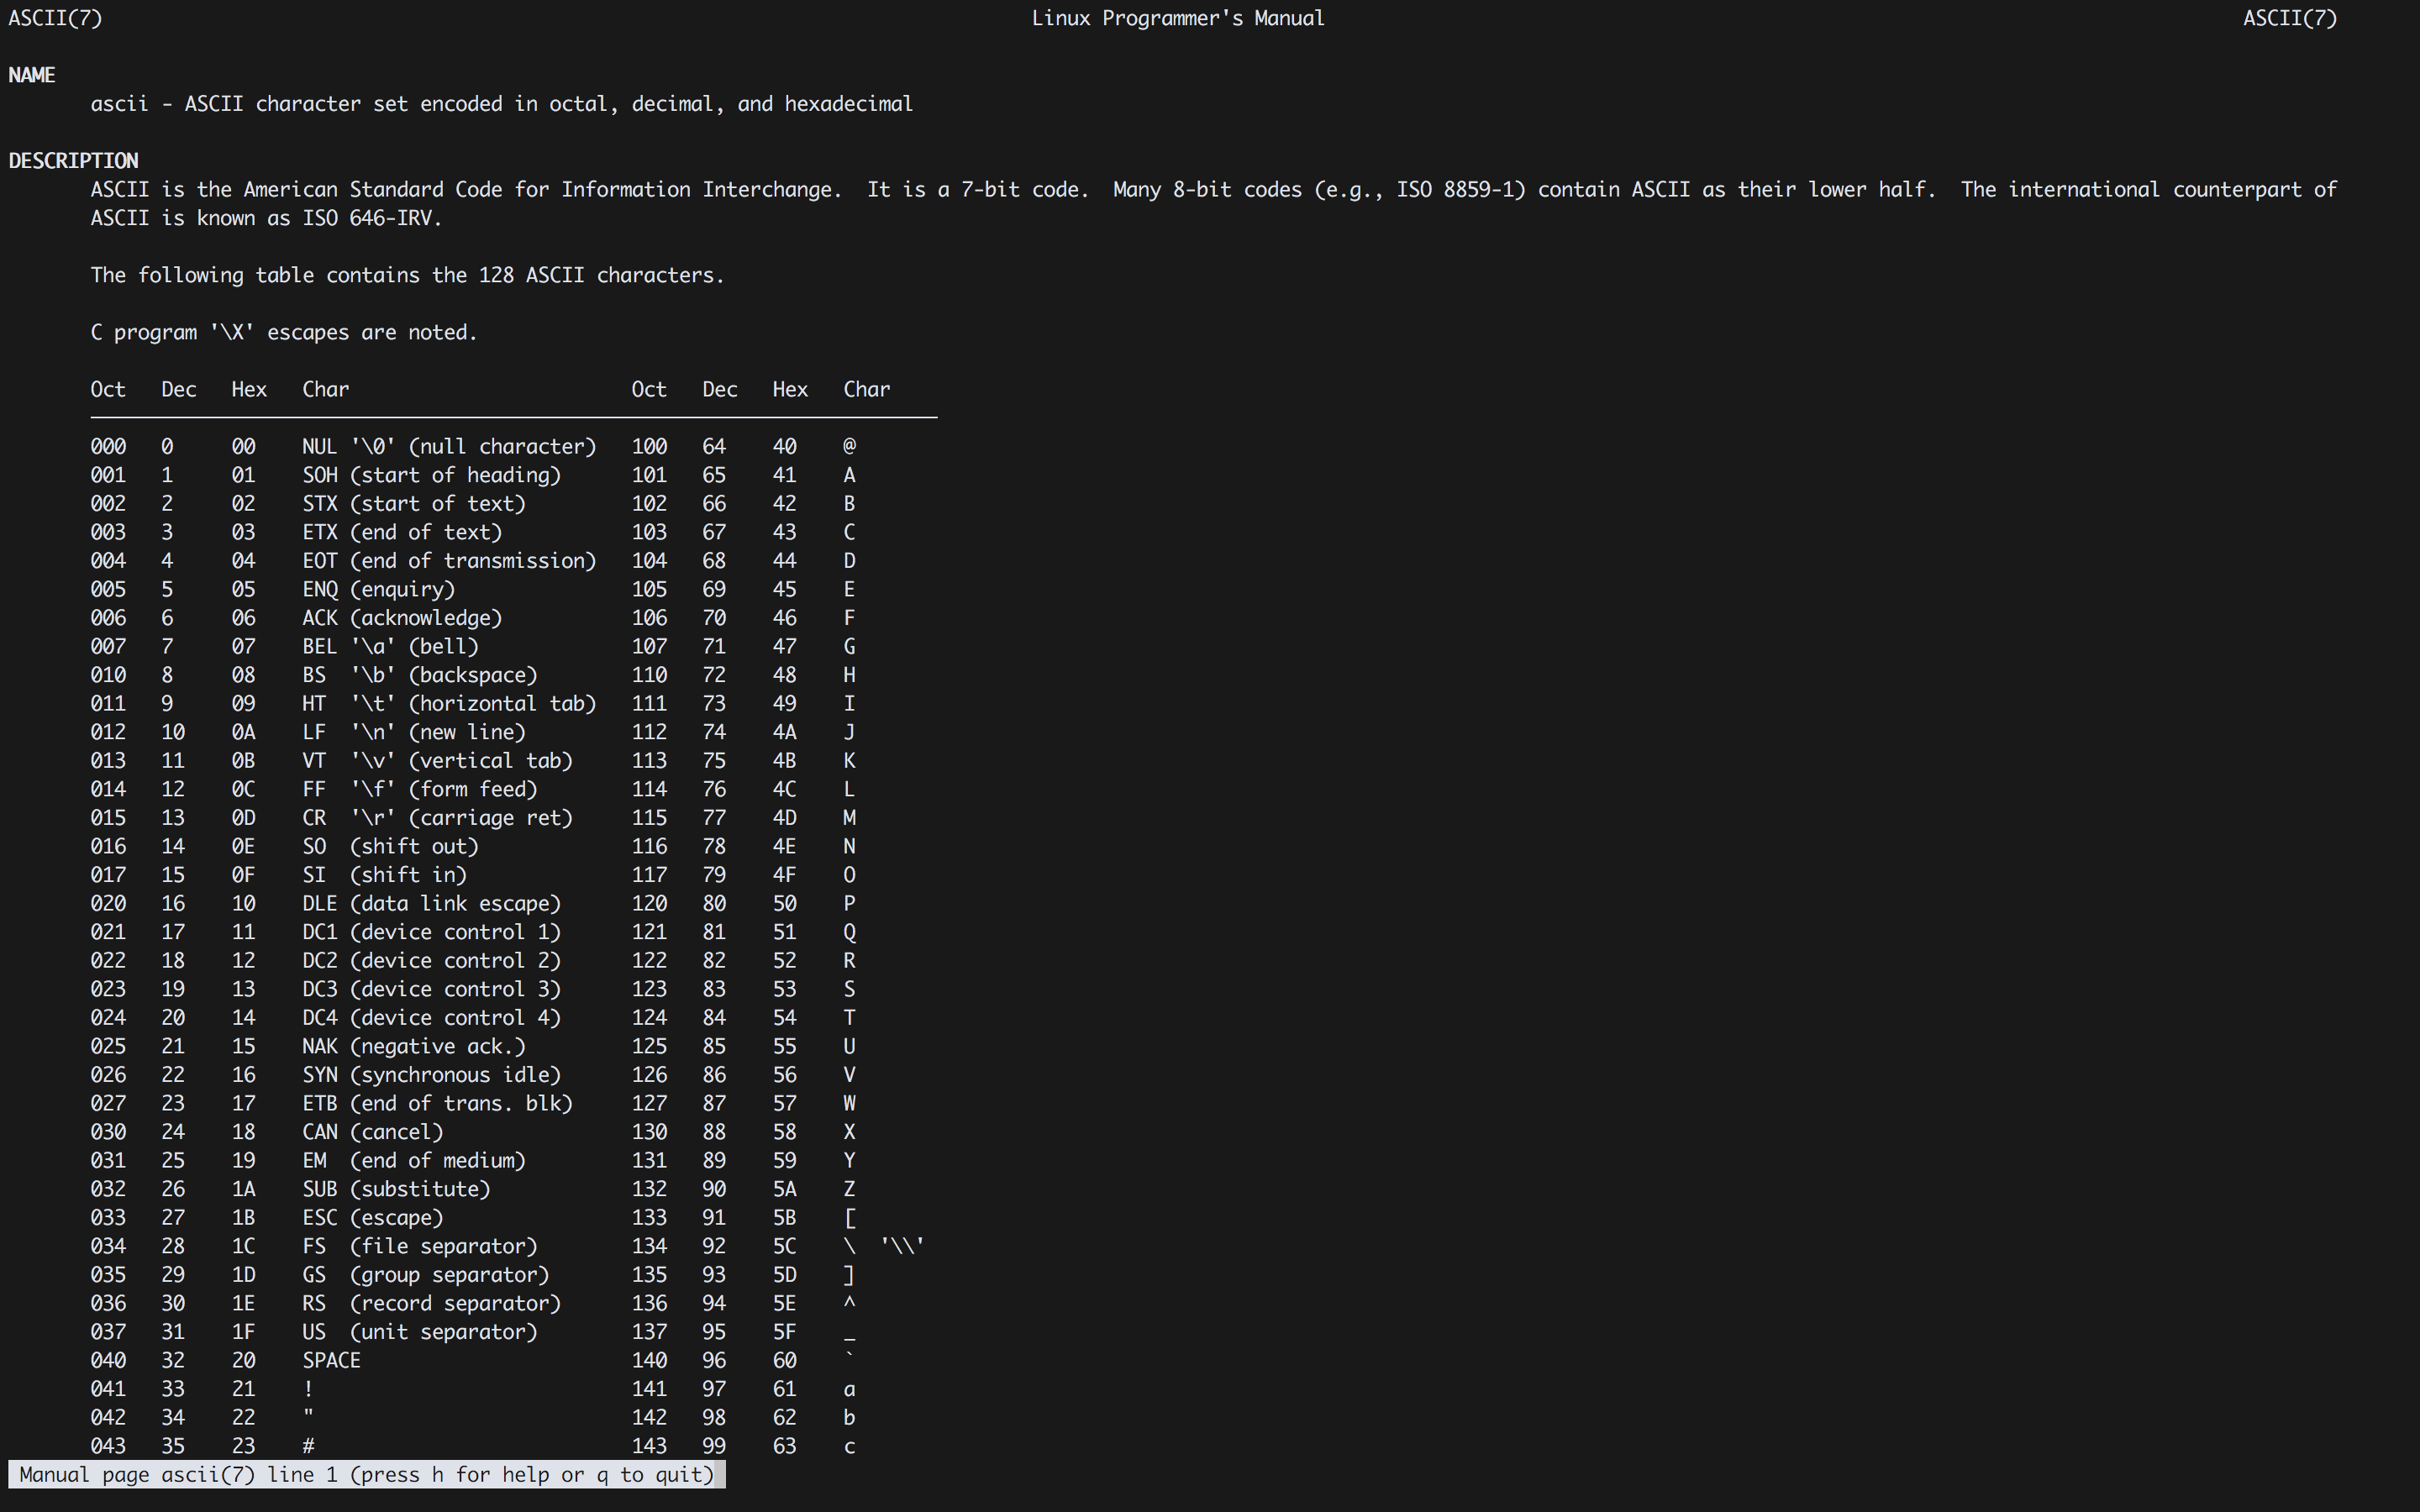 ASCII(7) Linux Programmer's Manual ASCII(7)
NAME
ascii - ASCII character set encoded in octal, decimal, and hexadecimal
DESCRIPTION
ASCII is the American Standard Code for Information Interchange.  It is a 7-bit code.  Many 8-bit codes (e.g., ISO 8859-1) contain ASCII as their lower half.  The international counterpart of
ASCII is known as ISO 646-IRV.
The following table contains the 128 ASCII characters.
C program '\X' escapes are noted.
Oct   Dec   Hex   Char                        Oct   Dec   Hex   Char
000   0     00    NUL '\0' (null character)   100   64    40    @
001   1     01    SOH (start of heading)      101   65    41    A
002   2     02    STX (start of text)         102   66    42    B
003   3     03    ETX (end of text)           103   67    43    C
004   4     04    EOT (end of transmission)   104   68    44    D
005   5     05    ENQ (enquiry)               105   69    45    E
006   6     06    ACK (acknowledge)           106   70    46    F
007   7     07    BEL '\a' (bell)             107   71    47    G
010   8     08    BS  '\b' (backspace)        110   72    48    H
011   9     09    HT  '\t' (horizontal tab)   111   73    49    I
012   10    0A    LF  '\n' (new line)         112   74    4A    J
013   11    0B    VT  '\v' (vertical tab)     113   75    4B    K
014   12    0C    FF  '\f' (form feed)        114   76    4C    L
015   13    0D    CR  '\r' (carriage ret)     115   77    4D    M
016   14    0E    SO  (shift out)             116   78    4E    N
017   15    0F    SI  (shift in)              117   79    4F    O
020   16    10    DLE (data link escape)      120   80    50    P
021   17    11    DC1 (device control 1)      121   81    51    Q
022   18    12    DC2 (device control 2)      122   82    52    R
023   19    13    DC3 (device control 3)      123   83    53    S
024   20    14    DC4 (device control 4)      124   84    54    T
025   21    15    NAK (negative ack.)         125   85    55    U
026   22    16    SYN (synchronous idle)      126   86    56    V
027   23    17    ETB (end of trans. blk)     127   87    57    W
030   24    18    CAN (cancel)                130   88    58    X
031   25    19    EM  (end of medium)         131   89    59    Y
032   26    1A    SUB (substitute)            132   90    5A    Z
033   27    1B    ESC (escape)                133   91    5B    [
034   28    1C    FS  (file separator)        134   92    5C    \  '\\'
035   29    1D    GS  (group separator)       135   93    5D    ]
036   30    1E    RS  (record separator)      136   94    5E    ^
037   31    1F    US  (unit separator)        137   95    5F    _
040   32    20    SPACE                       140   96    60    `
041   33    21    !                           141   97    61    a
042   34    22    "                           142   98    62    b
043   35    23    #                           143   99    63    c
Manual page ascii(7) line 1 (press h for help or q to quit)